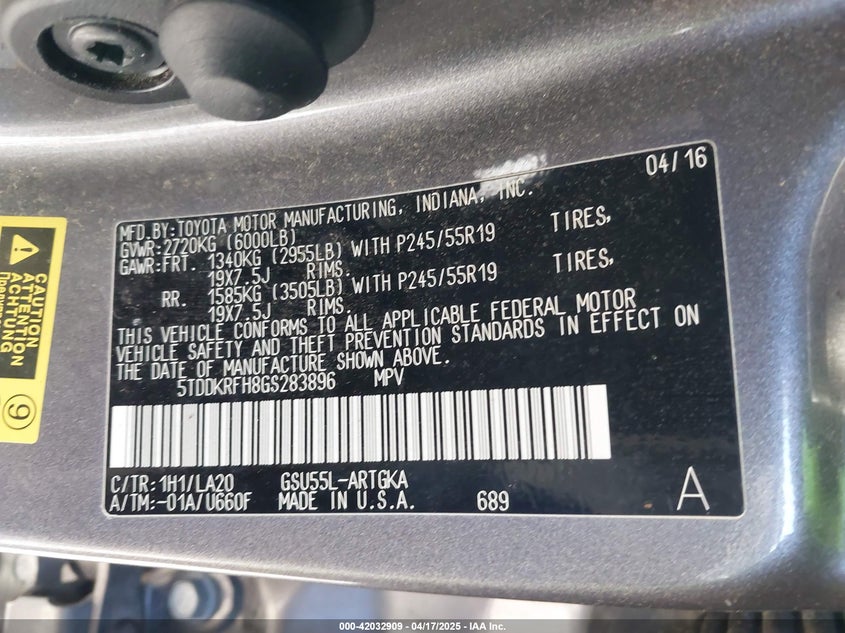 04/16
MFD.BY:TOYOTA MOTOR MANUFACTURING, INDIANA, INC.
GVWR:2720KG (6000LB)
GAWR:FRT. 1340KG (2955LB) WITH P245/55R19 TIRES,
19X7.5J RIMS.
RR. 1585KG (3505LB) WITH P245/55R19 TIRES,
19X7.5J RIMS.
THIS VEHICLE CONFORMS TO ALL APPLICABLE FEDERAL MOTOR
VEHICLE SAFETY AND THEFT PREVENTION STANDARDS IN EFFECT ON
THE DATE OF MANUFACTURE SHOWN ABOVE.
5TDDKRFH8GS283896 MPV
C/TR:1H1/LA20 GSU55L-ARTGKA
A/TM:-01A/U660F MADE IN U.S.A. 689 A
CAUTION
ATTENTION
ACHTUNG
9
000-42032909 - 04/17/2025 - IAA Inc.